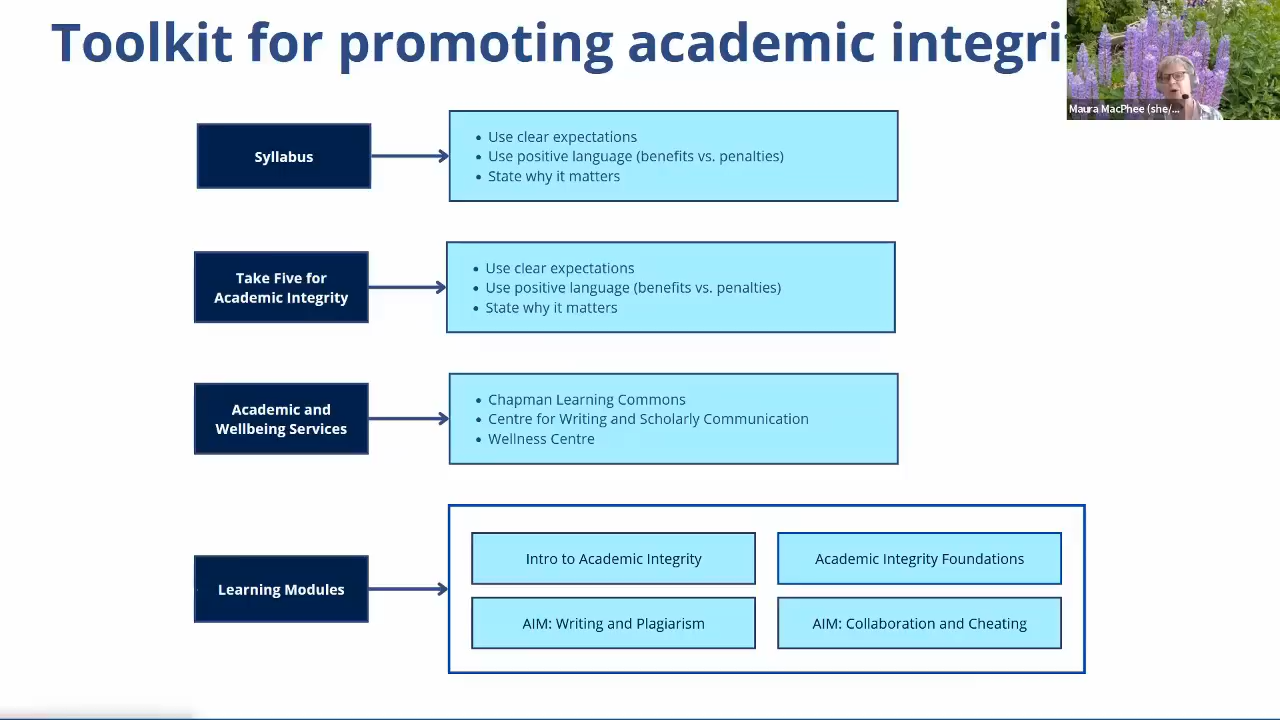 Toolkit for promoting academic integri
Maura MacPhee (she/...
Syllabus
• Use clear expectations
• Use positive language (benefits vs. penalties)
• State why it matters
Take Five for
Academic Integrity
• Use clear expectations
• Use positive language (benefits vs. penalties)
• State why it matters
Academic and
Wellbeing Services
• Chapman Learning Commons
• Centre for Writing and Scholarly Communication
• Wellness Centre
Learning Modules
Intro to Academic Integrity
Academic Integrity Foundations
AIM: Writing and Plagiarism
AIM: Collaboration and Cheating